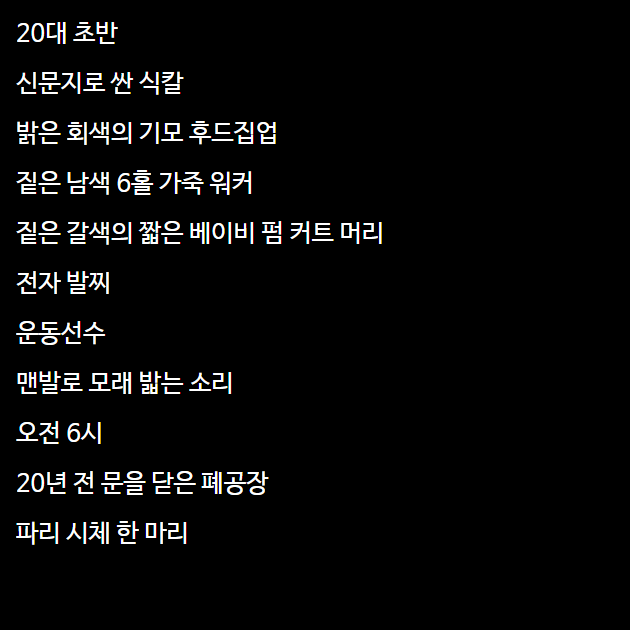 20대 초반
신문지로 싼 식칼
밝은 회색의 기모 후드집업
짙은 남색 6홀 가죽 워커
짙은 갈색의 짧은 베이비 펌 커트 머리
전자 발찌
운동선수
맨발로 모래 밟는 소리
오전 6시
20년 전 문을 닫은 폐공장
파리 시체 한 마리